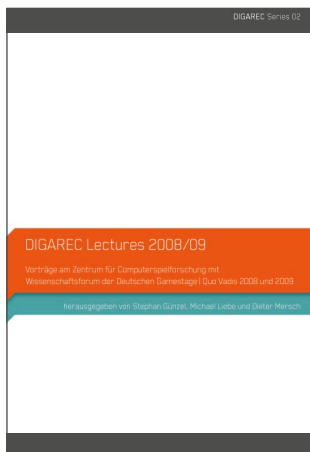 DIGAREC Series 02
DIGAREC Lectures 2008/09
Vorträge am Zentrum für Computerspielforschung mit
Wissenschaftsforum der Deutschen Gamestage | Quo Vadis 2008 und 2009
herausgegeben von Stephan Günzel, Michael Liebe und Dieter Mersch